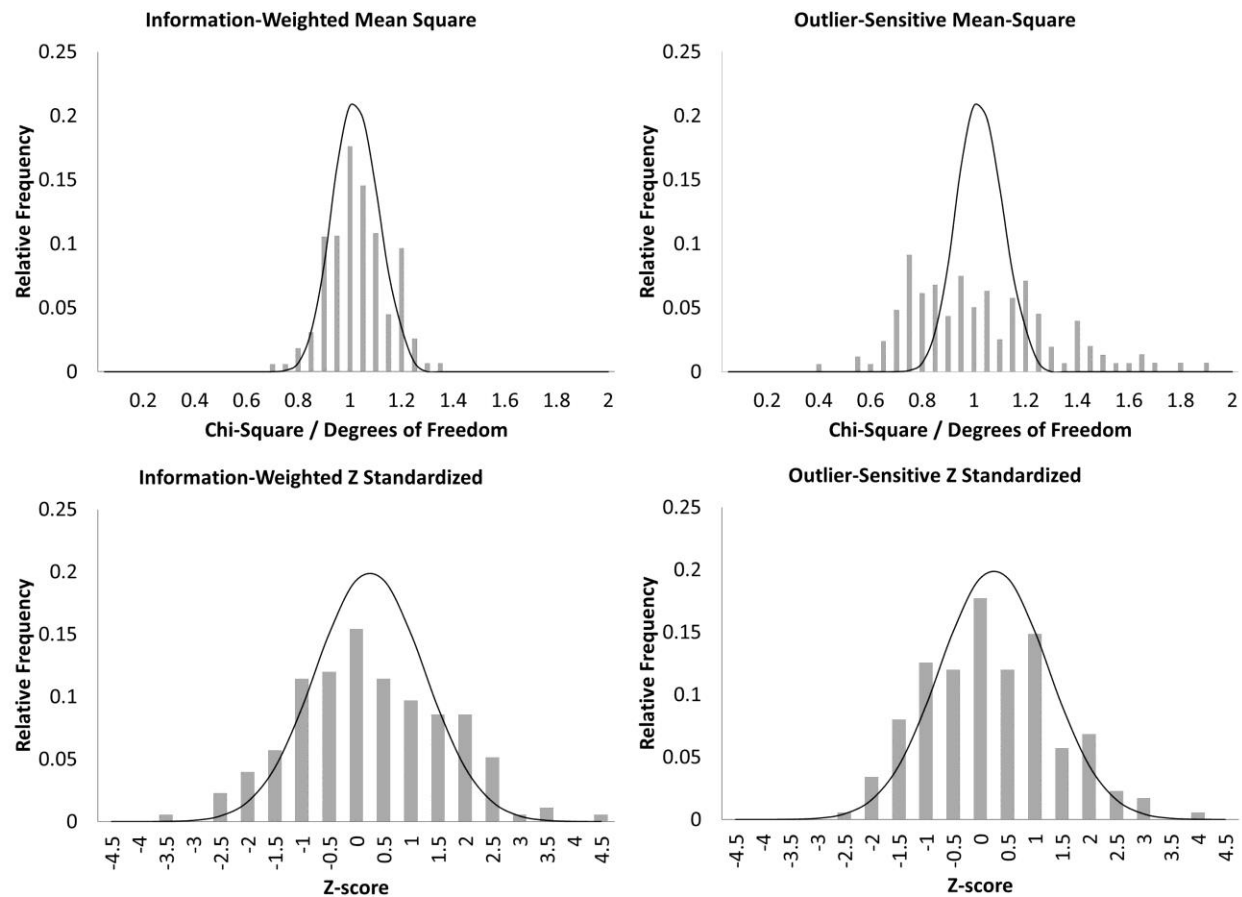 Information-Weighted Mean Square
0.25
0.2
0.15
0.1
0.05
0
Relative Frequency
0.2 0.4 0.6 0.8 1 1.2 1.4 1.6 1.8 2
Chi-Square / Degrees of Freedom
Outlier-Sensitive Mean-Square
0.25
0.2
0.15
0.1
0.05
0
Relative Frequency
0.2 0.4 0.6 0.8 1 1.2 1.4 1.6 1.8 2
Chi-Square / Degrees of Freedom
Information-Weighted Z Standardized
0.25
0.2
0.15
0.1
0.05
0
Relative Frequency
-4.5 -4 -3.5 -3 -2.5 -2 -1.5 -1 -0.5 0 0.5 1 1.5 2 2.5 3 3.5 4 4.5
Z-score
Outlier-Sensitive Z Standardized
0.25
0.2
0.15
0.1
0.05
0
Relative Frequency
-4.5 -4 -3.5 -3 -2.5 -2 -1.5 -1 -0.5 0 0.5 1 1.5 2 2.5 3 3.5 4 4.5
Z-score